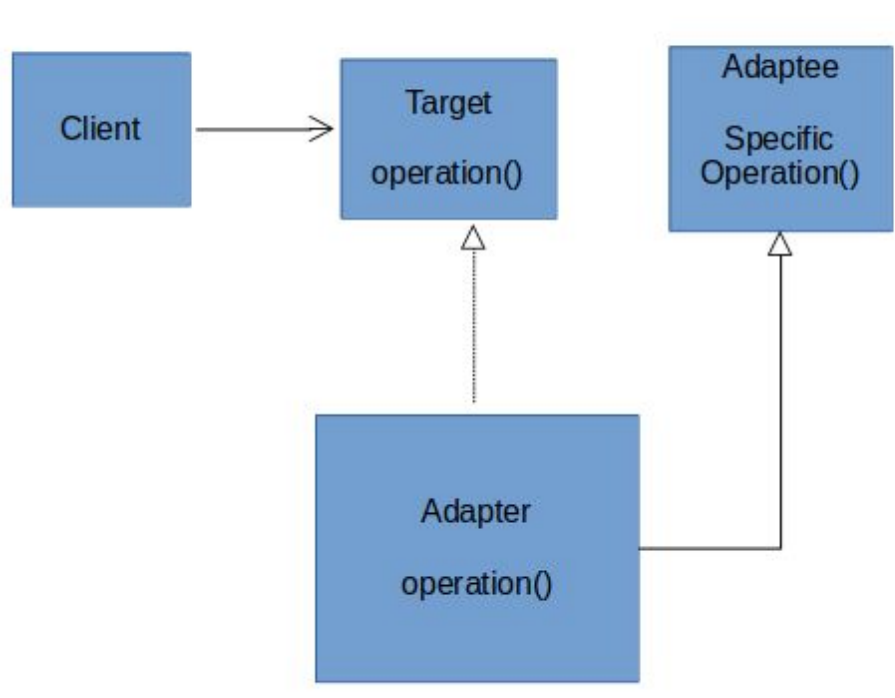 Client
Target
operation()
Adaptee
Specific
Operation()
Adapter
operation()